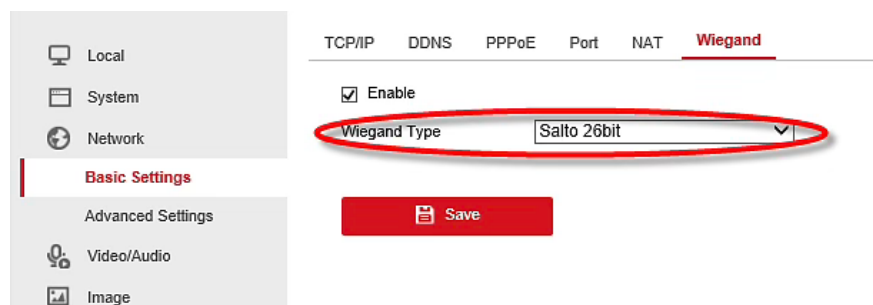 Local
System
Network
Basic Settings
Advanced Settings
Video/Audio
Image
TCP/IP DDNS PPPoE Port NAT Wiegand
Enable
Wiegand Type Salto 26bit
Save